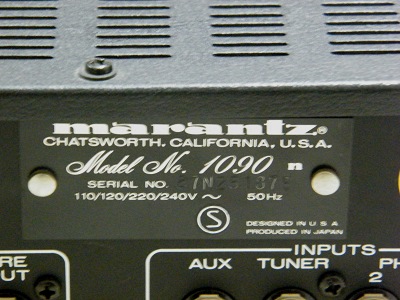 marantz®
CHATSWORTH, CALIFORNIA, U.S.A.
Model No. 1090 n
SERIAL NO.
110/120/220/240V ~ 50Hz
S
DESIGNED IN U S A
PRODUCED IN JAPAN
INPUTS
AUX TUNER PH
2